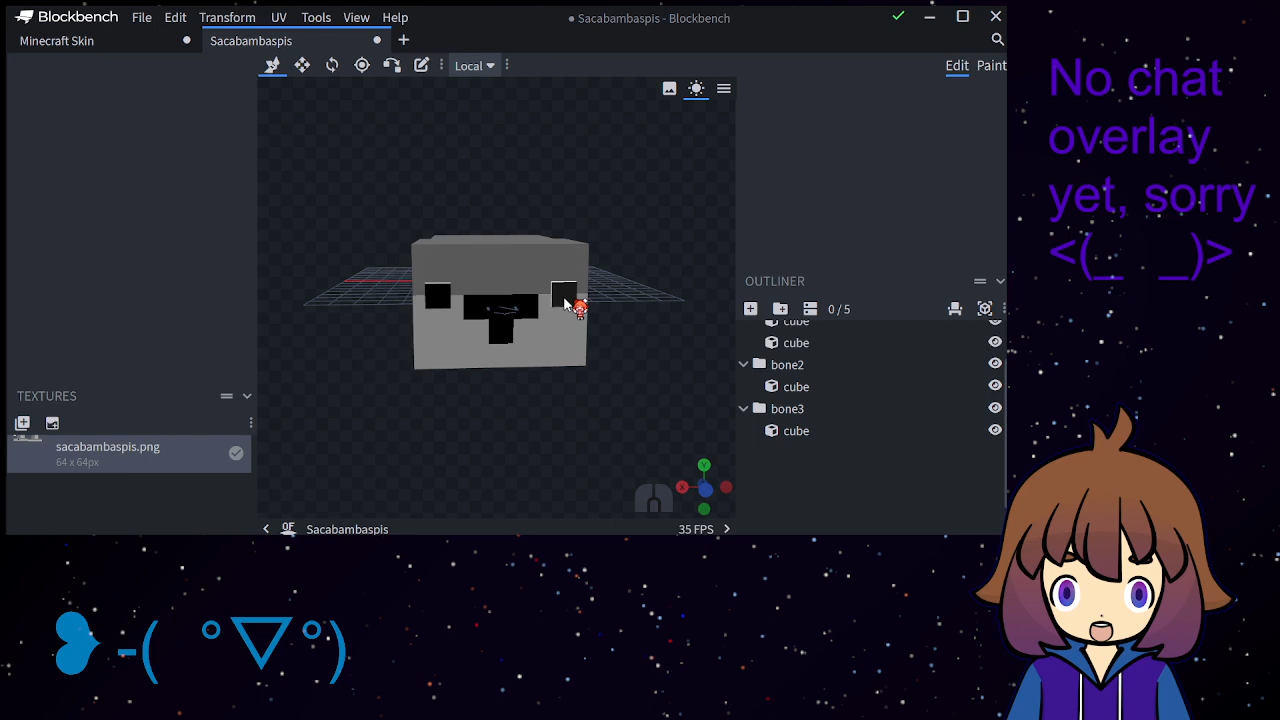 Blockbench File Edit Transform UV Tools View Help ● Sacabambaspis - Blockbench
Minecraft Skin Sacabambaspis
Local Edit Paint
OUTLINER
0 / 5
cube
cube
bone2
cube
bone3
cube
TEXTURES
sacabambaspis.png
64 x 64px
Sacabambaspis 35 FPS
No chat
overlay
yet, sorry
<(_ _)>
❥-( °▽°)